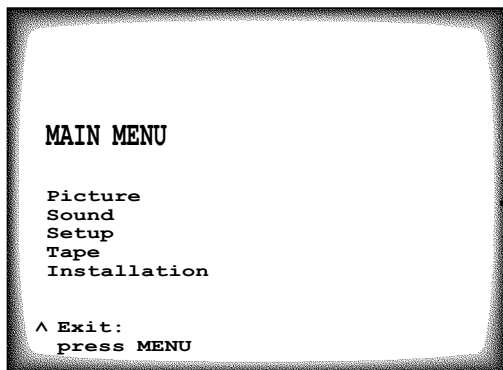 MAIN MENU
Picture
Sound
Setup
Tape
Installation
^ Exit:
press MENU